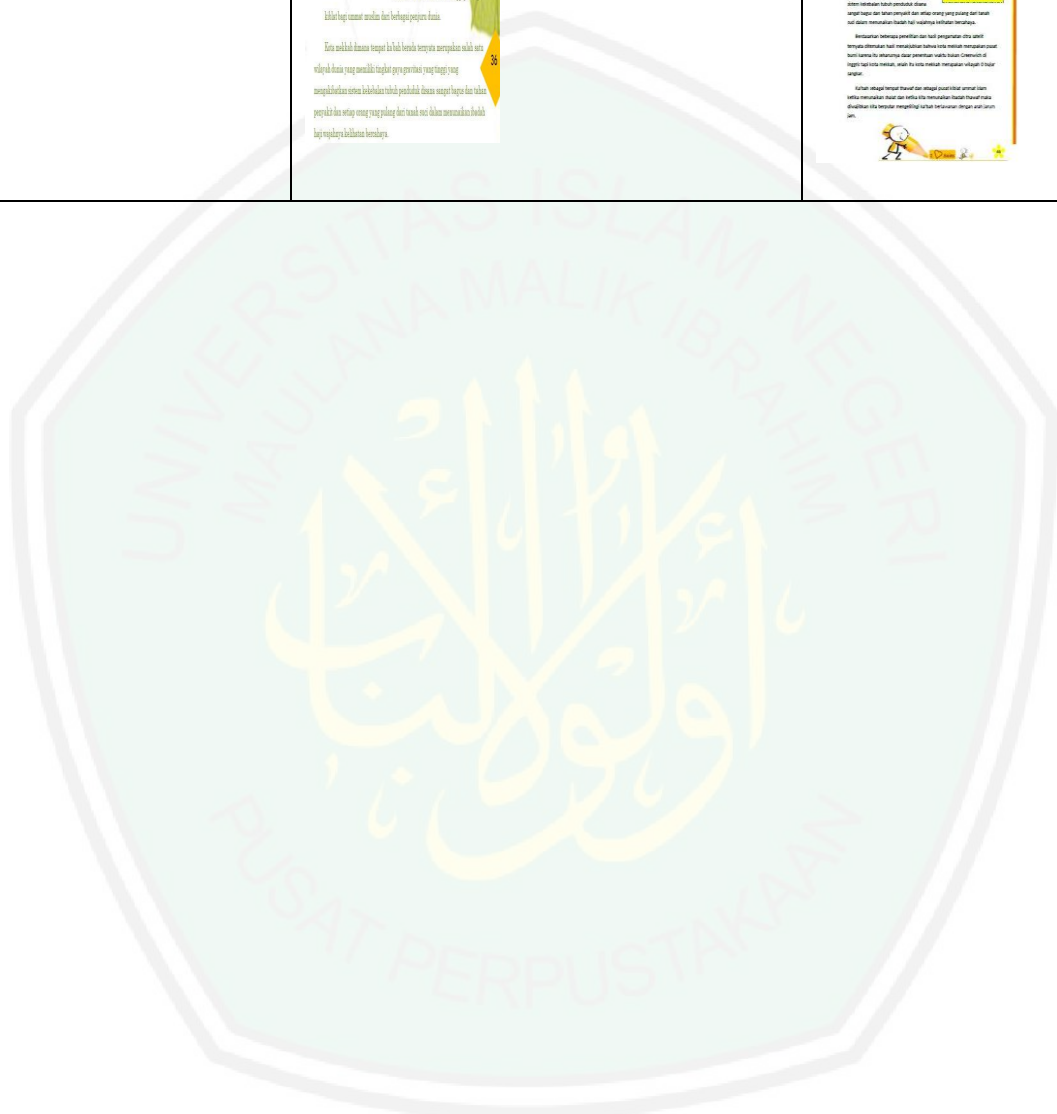 kiblat bagi ummat muslim dari berbagai penjuru dunia.
Kota mekkah dimana tempat ka'bah berada ternyata merupakan salah satu
wilayah dunia yang memiliki tingkat gaya gravitasi yang tinggi yang
mengakibatkan sistem kekebalan tubuh penduduk disana sangat bagus dan tahan
penyakit dan setiap orang yang pulang dari tanah suci dalam menunaikan ibadah
haji wajahnya kelihatan bercahaya.
36
sistem kekebalan tubuh penduduk disana
sangat bagus dan tahan penyakit dan setiap orang yang pulang dari tanah
suci dalam menunaikan ibadah haji wajahnya kelihatan bercahaya.
Berdasarkan beberapa penelitian dan hasil pengamatan citra satelit
ternyata ditemukan hasil menakjubkan bahwa kota mekkah merupakan pusat
bumi karena itu seharusnya dasar penentuan waktu bukan Greenwich di
Inggris tapi kota mekkah, selain itu kota mekkah merupakan wilayah 0 bujur
sangkar.
Ka'bah sebagai tempat thawaf dan sebagai pusat kiblat ummat islam
ketika menunaikan shalat dan ketika kita menunaikan ibadah thawaf maka
diwajibkan kita berputar mengelilingi ka'bah berlawanan dengan arah jarum
jam.
UNIVERSITAS ISLAM NEGERI
MAULANA MALIK IBRAHIM
أولوا الألباب
PUSAT PERPUSTAKAAN